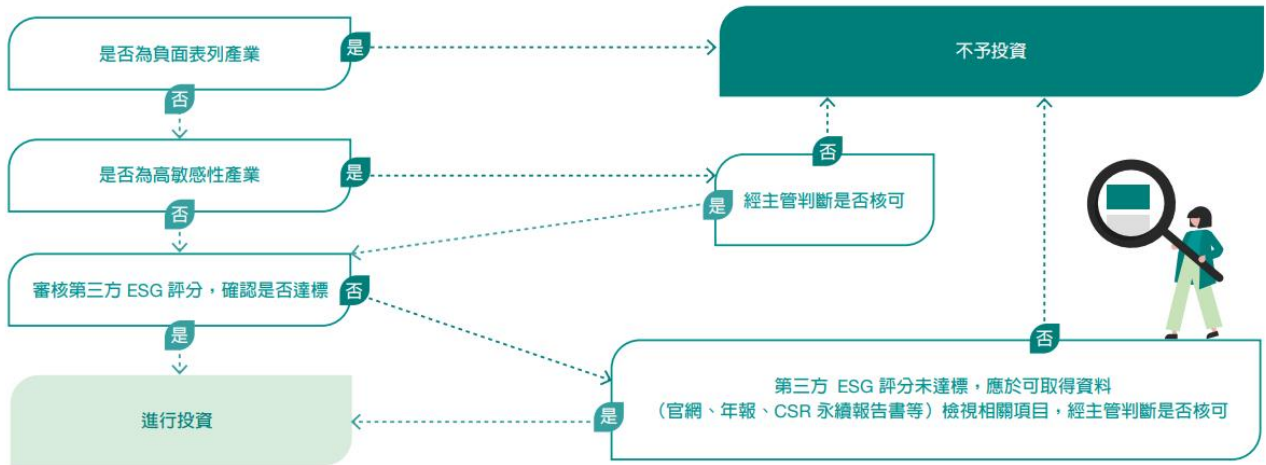 是否為負面表列產業
是
不予投資
否
是否為高敏感性產業
是
否
經主管判斷是否核可
是
否
審核第三方 ESG 評分，確認是否達標
否
是
否
第三方 ESG 評分未達標，應於可取得資料
（官網、年報、CSR 永續報告書等）檢視相關項目，經主管判斷是否核可
是
進行投資